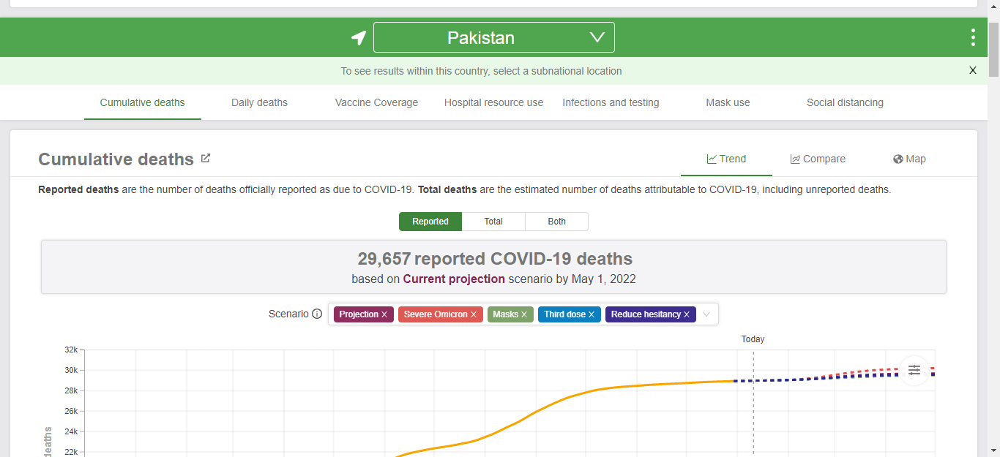 Pakistan
To see results within this country, select a subnational location
X
Cumulative deaths
Daily deaths
Vaccine Coverage
Hospital resource use
Infections and testing
Mask use
Social distancing
Cumulative deaths
Trend
Compare
Map
Reported deaths are the number of deaths officially reported as due to COVID-19. Total deaths are the estimated number of deaths attributable to COVID-19, including unreported deaths.
Reported
Total
Both
29,657 reported COVID-19 deaths
based on Current projection scenario by May 1, 2022
Scenario
Projection
Severe Omicron
Masks
Third dose
Reduce hesitancy
Today
32k
30k
28k
26k
24k
22k
deaths